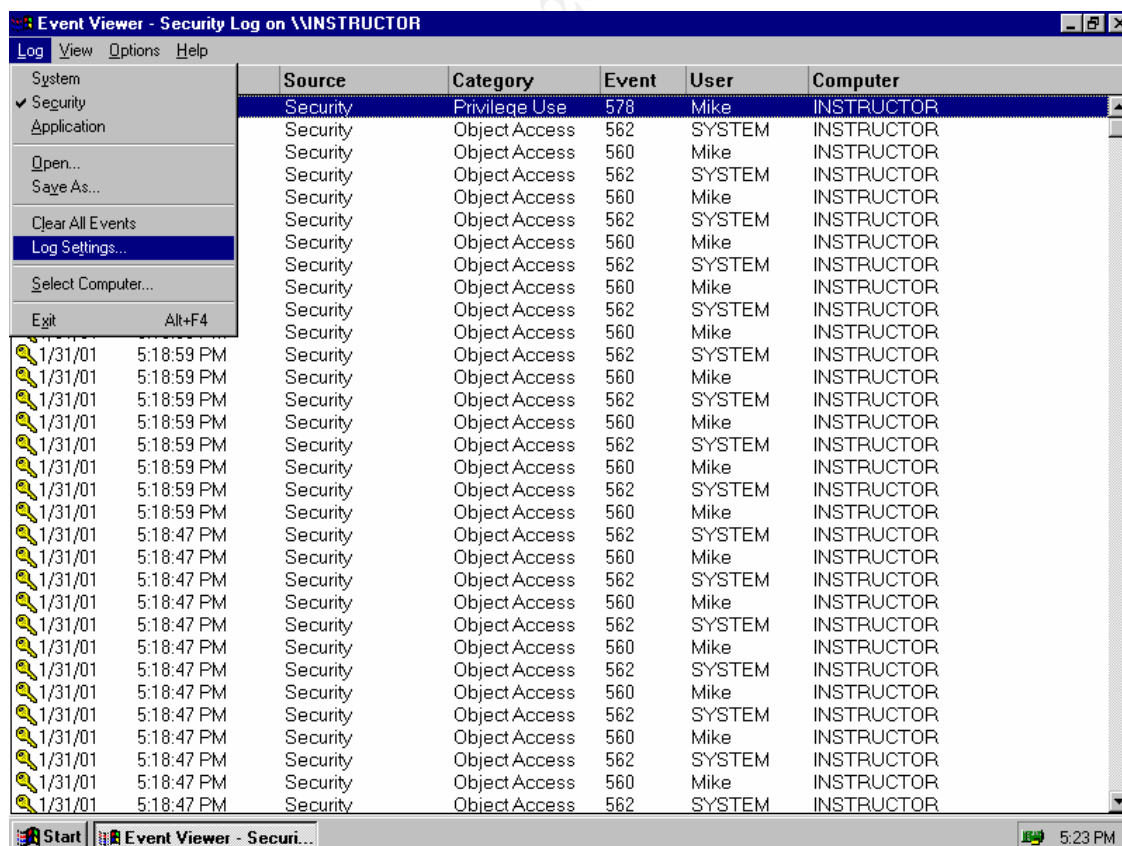 Event Viewer - Security Log on \\INSTRUCTOR
Log View Options Help
System
Security
Application
Open...
Save As...
Clear All Events
Log Settings...
Select Computer...
Exit Alt+F4
Source Category Event User Computer
Security Privilege Use 578 Mike INSTRUCTOR
Security Object Access 562 SYSTEM INSTRUCTOR
Security Object Access 560 Mike INSTRUCTOR
Security Object Access 562 SYSTEM INSTRUCTOR
Security Object Access 560 Mike INSTRUCTOR
Security Object Access 562 SYSTEM INSTRUCTOR
Security Object Access 560 Mike INSTRUCTOR
Security Object Access 562 SYSTEM INSTRUCTOR
Security Object Access 560 Mike INSTRUCTOR
Security Object Access 562 SYSTEM INSTRUCTOR
Security Object Access 560 Mike INSTRUCTOR
1/31/01 5:18:59 PM Security Object Access 562 SYSTEM INSTRUCTOR
1/31/01 5:18:59 PM Security Object Access 560 Mike INSTRUCTOR
1/31/01 5:18:59 PM Security Object Access 562 SYSTEM INSTRUCTOR
1/31/01 5:18:59 PM Security Object Access 560 Mike INSTRUCTOR
1/31/01 5:18:59 PM Security Object Access 562 SYSTEM INSTRUCTOR
1/31/01 5:18:59 PM Security Object Access 560 Mike INSTRUCTOR
1/31/01 5:18:59 PM Security Object Access 562 SYSTEM INSTRUCTOR
1/31/01 5:18:59 PM Security Object Access 560 Mike INSTRUCTOR
1/31/01 5:18:47 PM Security Object Access 562 SYSTEM INSTRUCTOR
1/31/01 5:18:47 PM Security Object Access 560 Mike INSTRUCTOR
1/31/01 5:18:47 PM Security Object Access 562 SYSTEM INSTRUCTOR
1/31/01 5:18:47 PM Security Object Access 560 Mike INSTRUCTOR
1/31/01 5:18:47 PM Security Object Access 562 SYSTEM INSTRUCTOR
1/31/01 5:18:47 PM Security Object Access 560 Mike INSTRUCTOR
1/31/01 5:18:47 PM Security Object Access 562 SYSTEM INSTRUCTOR
1/31/01 5:18:47 PM Security Object Access 560 Mike INSTRUCTOR
1/31/01 5:18:47 PM Security Object Access 562 SYSTEM INSTRUCTOR
1/31/01 5:18:47 PM Security Object Access 560 Mike INSTRUCTOR
1/31/01 5:18:47 PM Security Object Access 562 SYSTEM INSTRUCTOR
1/31/01 5:18:47 PM Security Object Access 560 Mike INSTRUCTOR
1/31/01 5:18:47 PM Security Object Access 562 SYSTEM INSTRUCTOR
Start Event Viewer - Securi... 5:23 PM